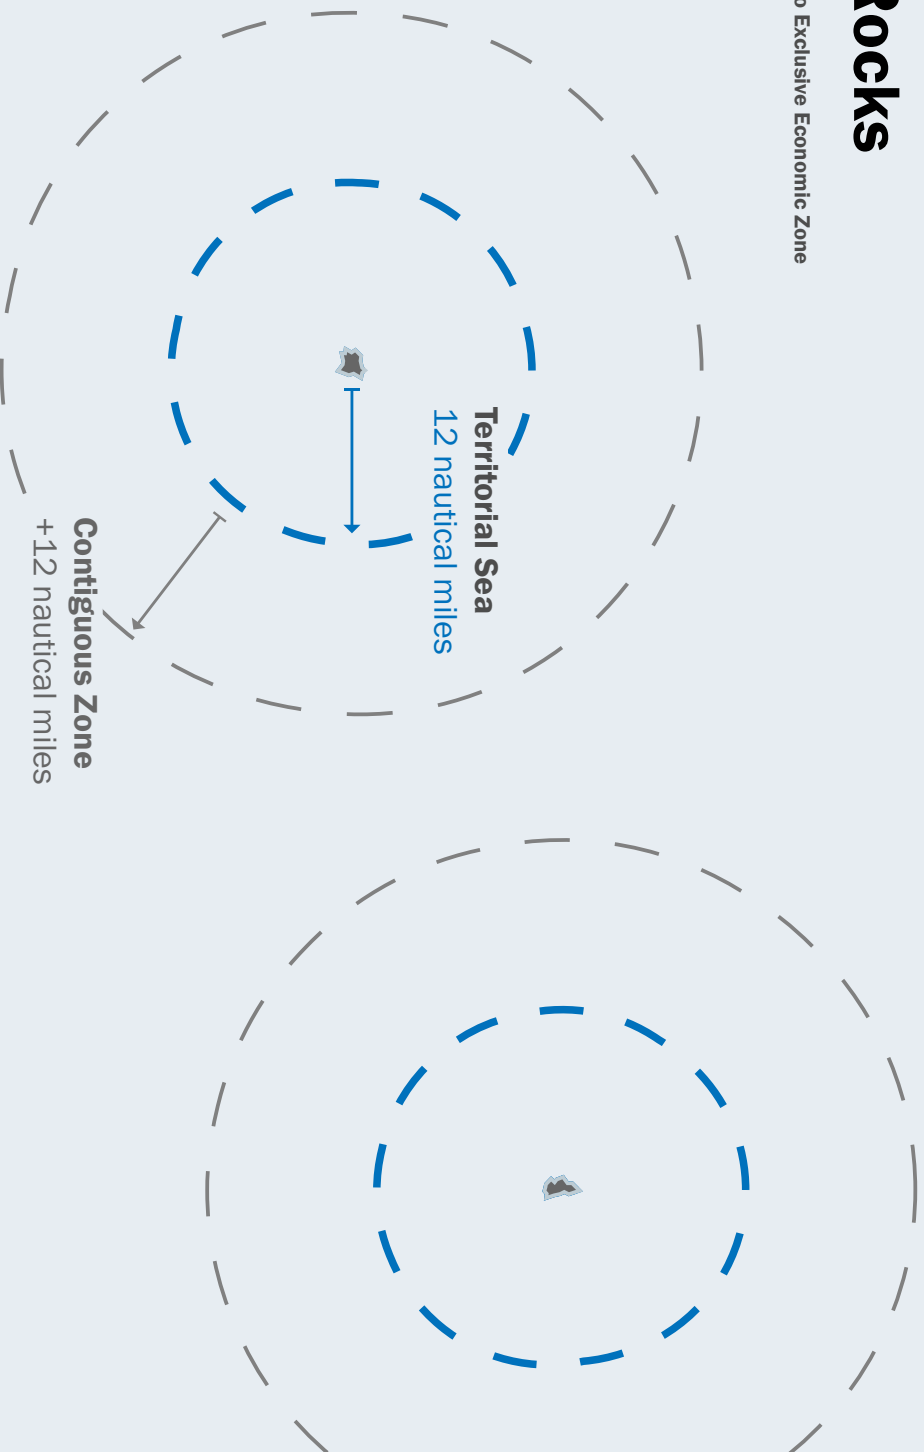 Rocks
Exclusive Economic Zone
Territorial Sea
12 nautical miles
Contiguous Zone
+12 nautical miles